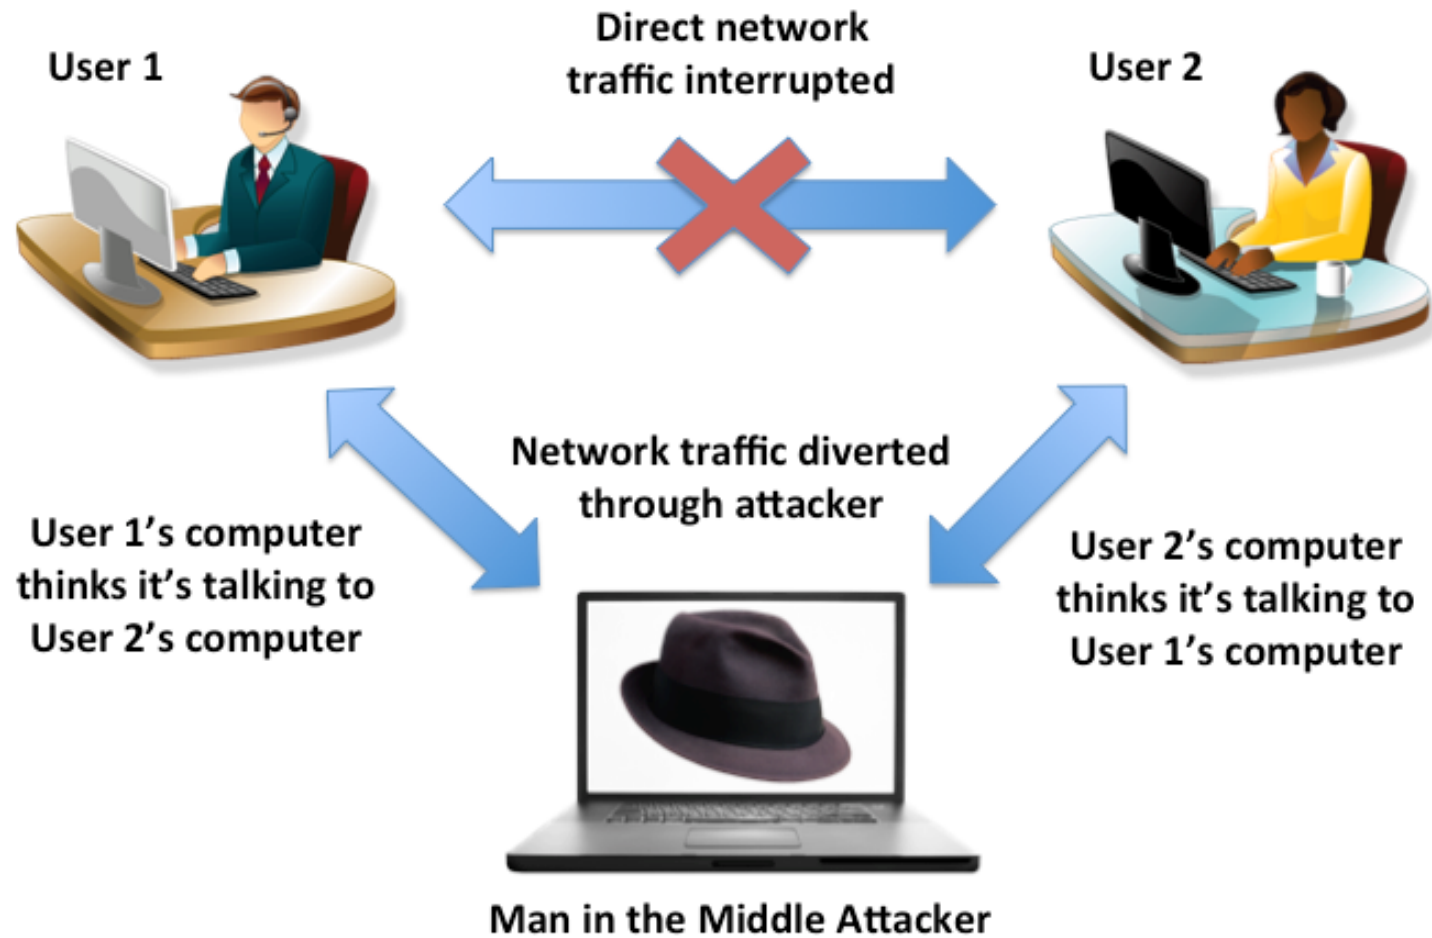 User 1
Direct network
traffic interrupted
User 2
Network traffic diverted
through attacker
User 1’s computer
thinks it’s talking to
User 2’s computer
User 2’s computer
thinks it’s talking to
User 1’s computer
Man in the Middle Attacker